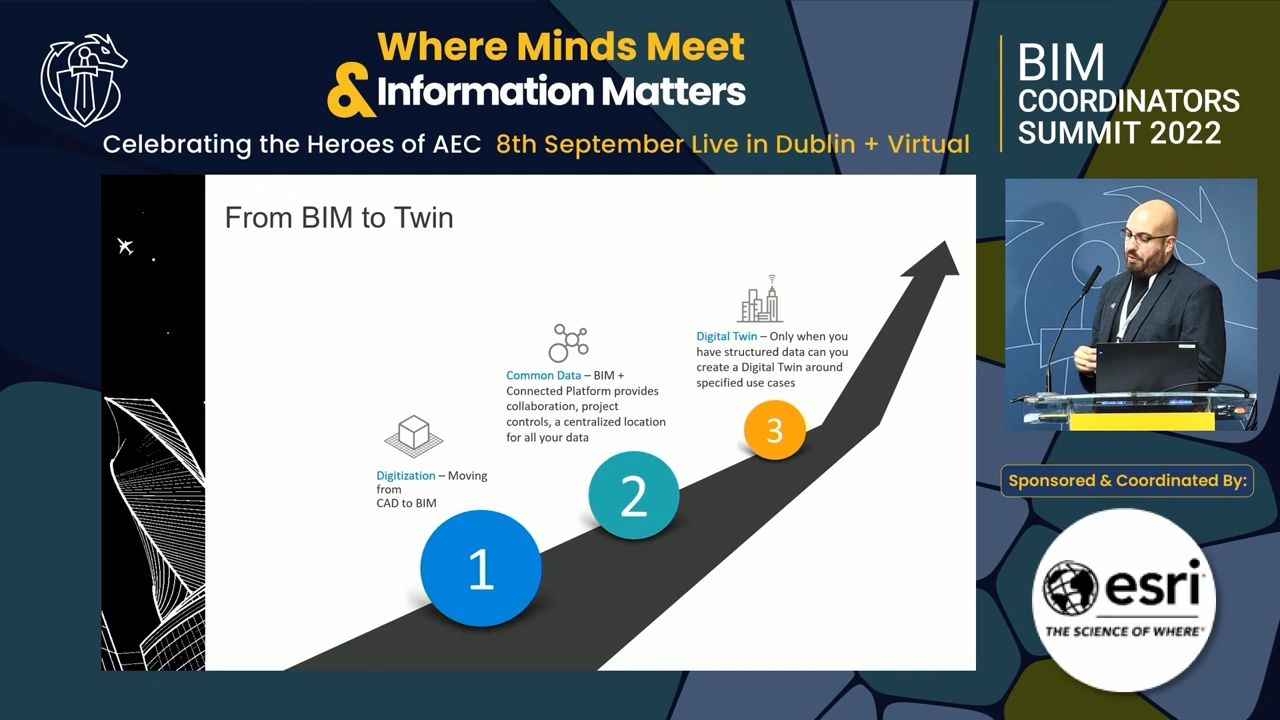 Where Minds Meet
& Information Matters
Celebrating the Heroes of AEC 8th September Live in Dublin + Virtual
BIM
COORDINATORS
SUMMIT 2022
From BIM to Twin
Digitization – Moving
from
CAD to BIM
1
Common Data – BIM +
Connected Platform provides
collaboration, project
controls, a centralized location
for all your data
2
Digital Twin – Only when you
have structured data can you
create a Digital Twin around
specified use cases
3
Sponsored & Coordinated By:
esri
THE SCIENCE OF WHERE®